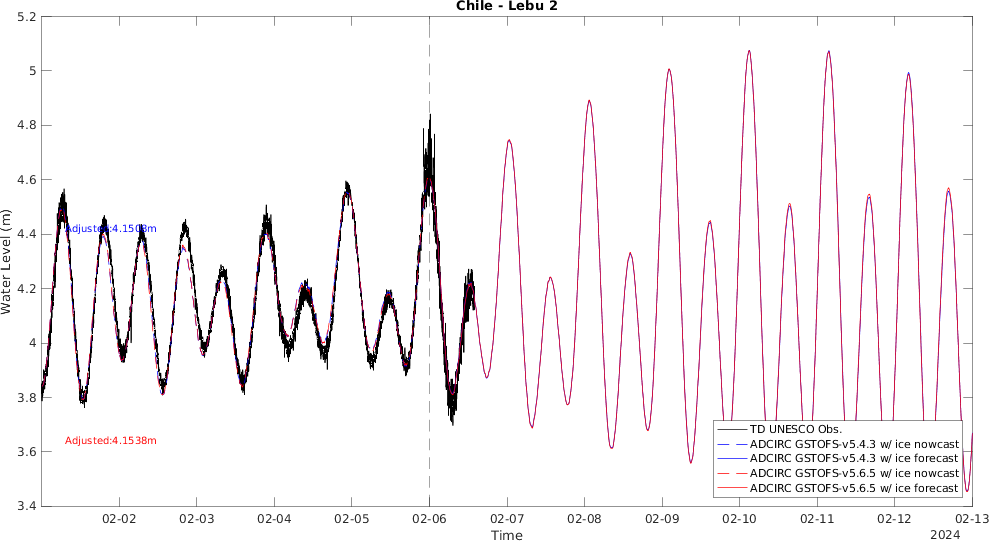 Chile - Lebu 2
Water Level (m)
5.2
5
4.8
4.6
4.4
4.2
4
3.8
3.6
3.4
Adjusted:4.1508m
Adjusted:4.1538m
TD UNESCO Obs.
ADCIRC GSTOFS-v5.4.3 w/ ice nowcast
ADCIRC GSTOFS-v5.4.3 w/ ice forecast
ADCIRC GSTOFS-v5.6.5 w/ ice nowcast
ADCIRC GSTOFS-v5.6.5 w/ ice forecast
02-02 02-03 02-04 02-05 02-06 02-07 02-08 02-09 02-10 02-11 02-12 02-13
Time
2024